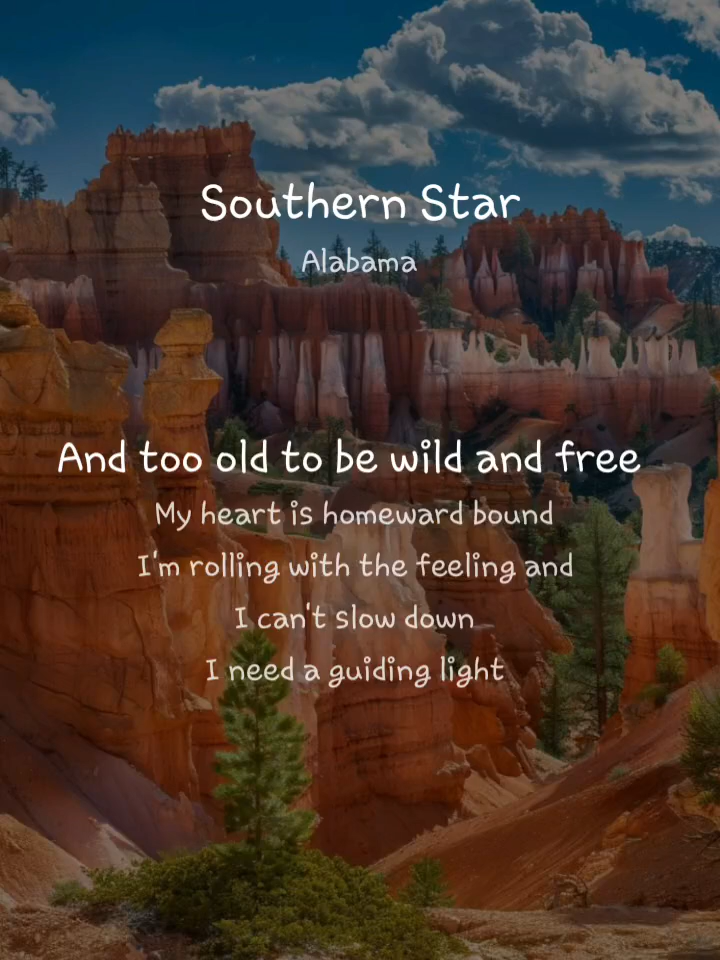 Southern Star
Alabama
And too old to be wild and free
My heart is homeward bound
I'm rolling with the feeling and
I can't slow down
I need a guiding light